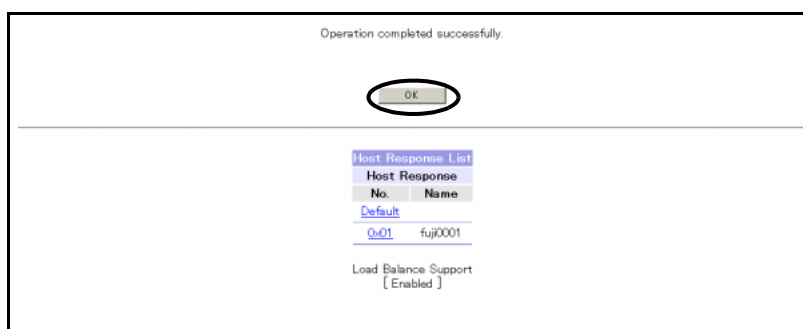 Operation completed successfully.
OK
Host Response List
Host Response
No. Name
Default
0x01 fuji0001
Load Balance Support
[ Enabled ]